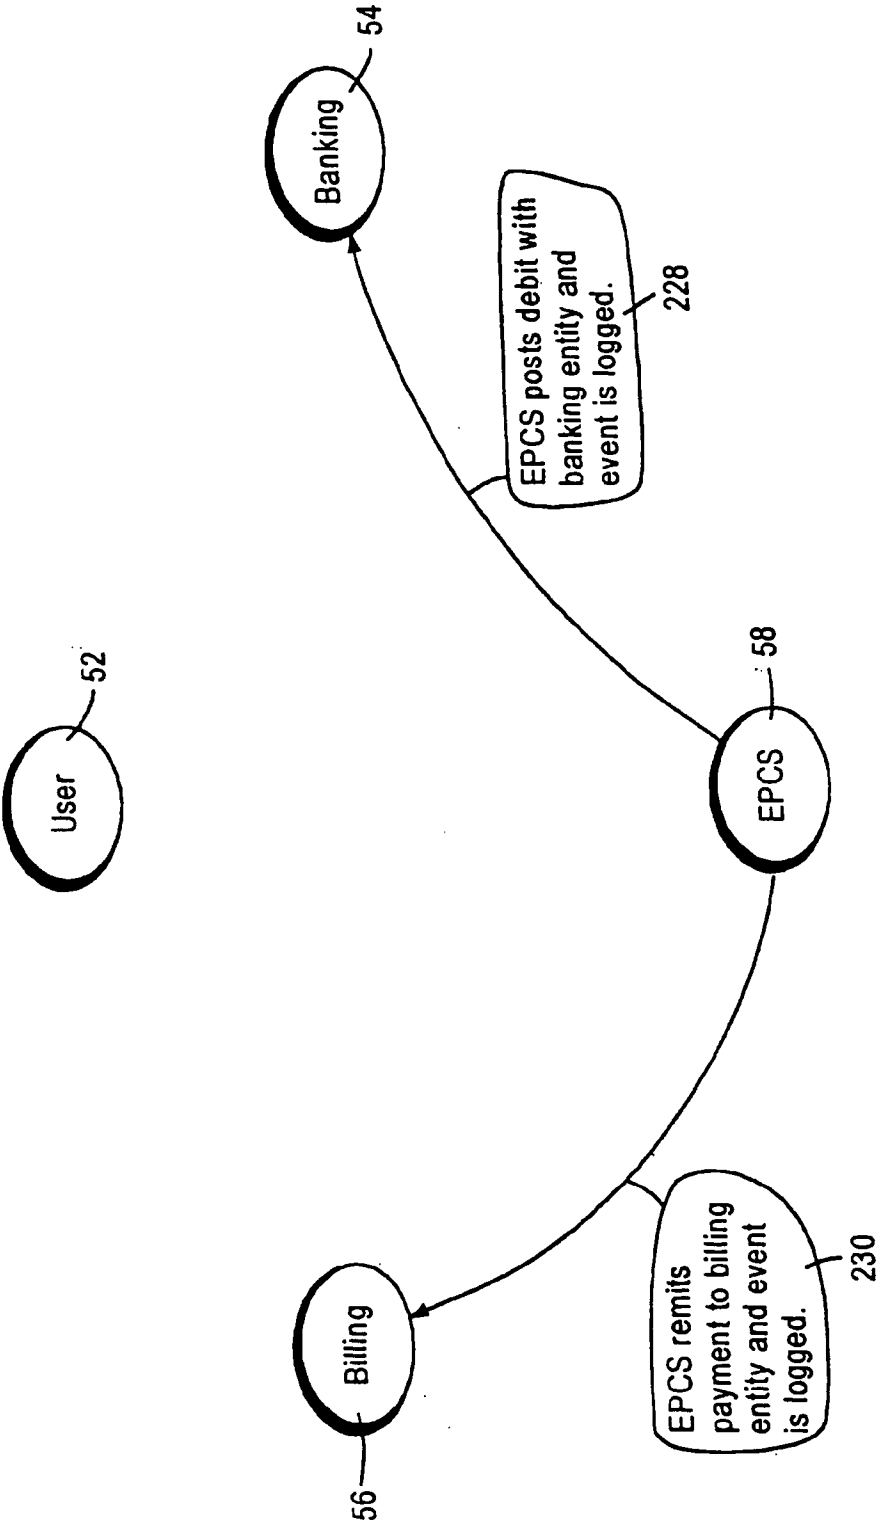 User
52
Billing
56
Banking
54
EPCS posts debit with
banking entity and
event is logged.
228
EPCS remits
payment to billing
entity and event
is logged.
230
EPCS
58